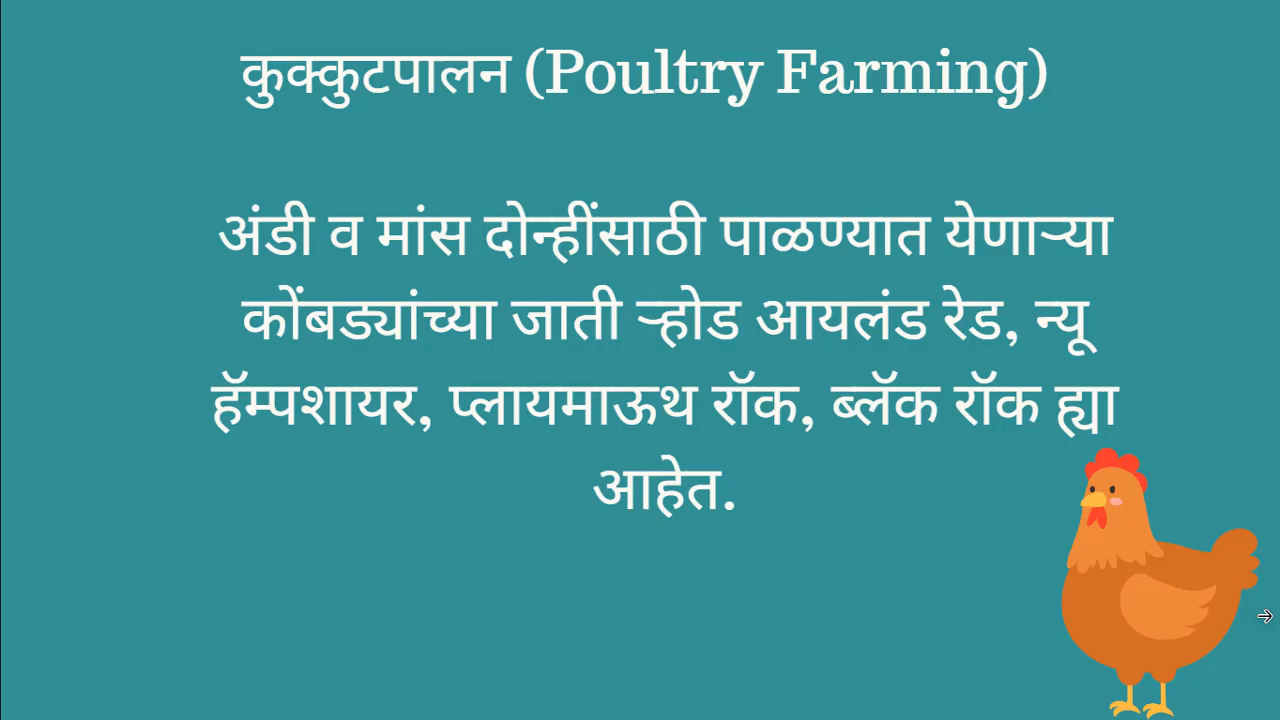 कुक्कुटपालन (Poultry Farming)
अंडी व मांस दोन्हींसाठी पाळण्यात येणाऱ्या
कोंबड्यांच्या जाती ऱ्होड आयलंड रेड, न्यू
हॅम्पशायर, प्लायमाऊथ रॉक, ब्लॅक रॉक ह्या
आहेत.